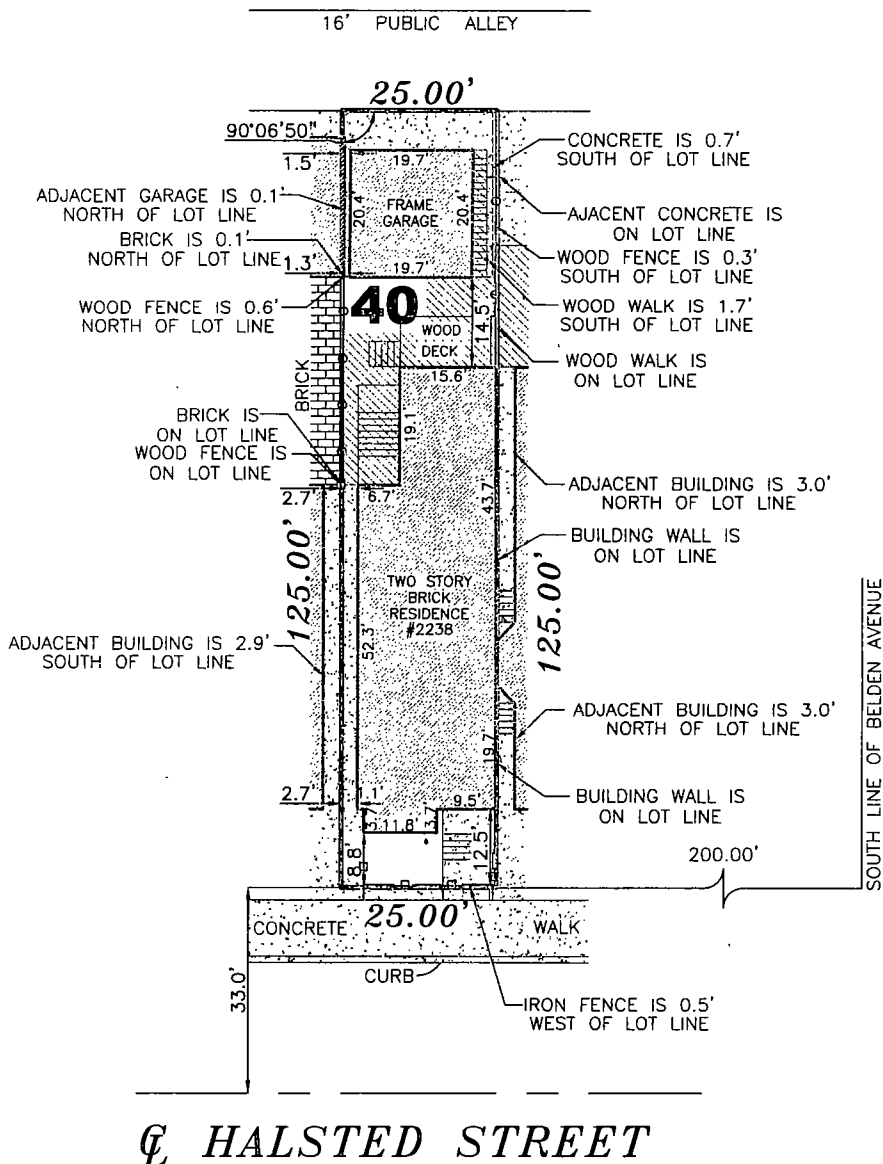 16' PUBLIC ALLEY
25.00'
90°06'50"
1.5'
19.7'
CONCRETE IS 0.7'
SOUTH OF LOT LINE
ADJACENT GARAGE IS 0.1'
NORTH OF LOT LINE
20.4'
FRAME
GARAGE
20.4'
AJACENT CONCRETE IS
ON LOT LINE
BRICK IS 0.1'
NORTH OF LOT LINE
WOOD FENCE IS 0.3'
SOUTH OF LOT LINE
1.3'
19.7'
WOOD FENCE IS 0.6'
NORTH OF LOT LINE
40
WOOD
DECK
14.5'
WOOD WALK IS 1.7'
SOUTH OF LOT LINE
WOOD WALK IS
ON LOT LINE
15.6'
BRICK
BRICK IS
ON LOT LINE
WOOD FENCE IS
ON LOT LINE
19.1'
2.7'
6.7'
43.7'
ADJACENT BUILDING IS 3.0'
NORTH OF LOT LINE
BUILDING WALL IS
ON LOT LINE
125.00'
TWO STORY
BRICK
RESIDENCE
#2238
125.00'
ADJACENT BUILDING IS 2.9'
SOUTH OF LOT LINE
52.3'
ADJACENT BUILDING IS 3.0'
NORTH OF LOT LINE
19.7'
SOUTH LINE OF BELDEN AVENUE
2.7'
1.1'
9.5'
BUILDING WALL IS
ON LOT LINE
3.7'
11.8'
3.7'
8.8'
12.5'
200.00'
25.00'
CONCRETE WALK
CURB
33.0'
IRON FENCE IS 0.5'
WEST OF LOT LINE
℄ HALSTED STREET